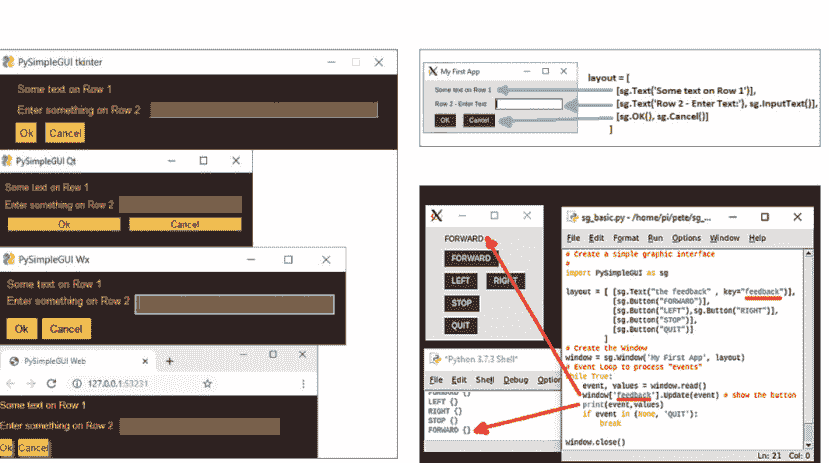 PySimpleGUI tkinter
Some text on Row 1
Enter something on Row 2
Ok Cancel
PySimpleGUI Qt
Some text on Row 1
Enter something on Row 2
Ok Cancel
PySimpleGUI Wx
Some text on Row 1
Enter something on Row 2
Ok Cancel
PySimpleGUI Web
127.0.0.1:53231
Some text on Row 1
Enter something on Row 2
Ok Cancel
My First App
Some text on Row 1
Row 2 - Enter Text:
OK Cancel
layout = [
[sg.Text('Some text on Row 1')],
[sg.Text('Row 2 - Enter Text:'), sg.InputText()],
[sg.OK(), sg.Cancel()]
]
FORWARD
FORWARD
LEFT RIGHT
STOP
QUIT
*Python 3.7.3 Shell*
File Edit Shell Debug Option
FORWARD {}
LEFT {}
RIGHT {}
STOP {}
FORWARD {}
sg_basic.py - /home/pi/pete/sg_...
File Edit Format Run Options Window Help
# Create a simple graphic interface
#
import PySimpleGUI as sg
layout = [ [sg.Text("the feedback" , key="feedback")],
[sg.Button("FORWARD")],
[sg.Button("LEFT"),sg.Button("RIGHT")],
[sg.Button("STOP")],
[sg.Button("QUIT")]
]
# Create the Window
window = sg.Window('My First App', layout)
# Event Loop to process "events"
while True:
event, values = window.read()
window['feedback'].Update(event) # show the button
print(event,values)
if event in (None, 'QUIT'):
break
window.close()
Ln: 21 Col: 0